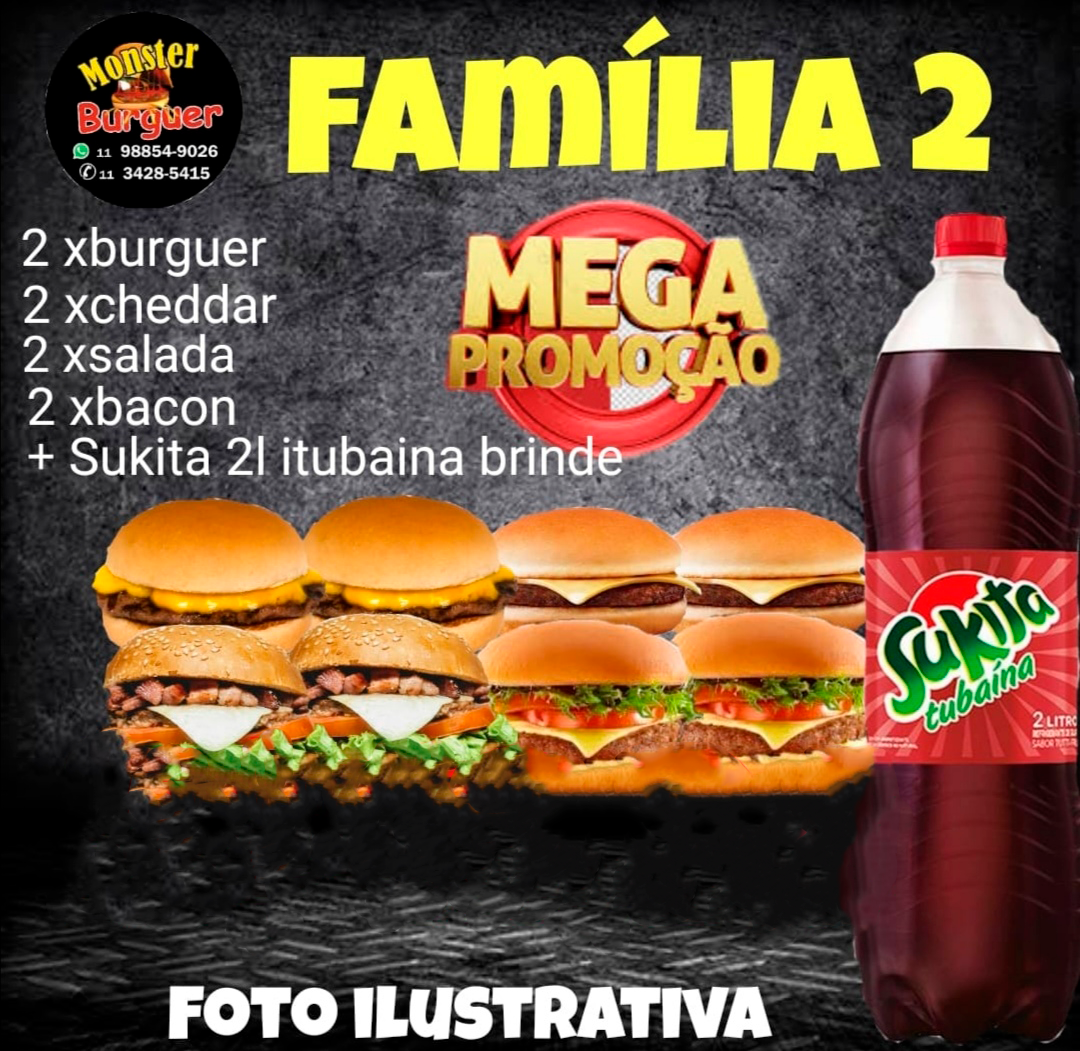 Monster
Burguer
11 98854-9026
11 3428-5415
FAMÍLIA 2
2 xburguer
2 xcheddar
2 xsalada
2 xbacon
+ Sukita 2l itubaina brinde
MEGA
PROMOÇÃO
Sukita
tubaína
2 LITRO
FOTO ILUSTRATIVA